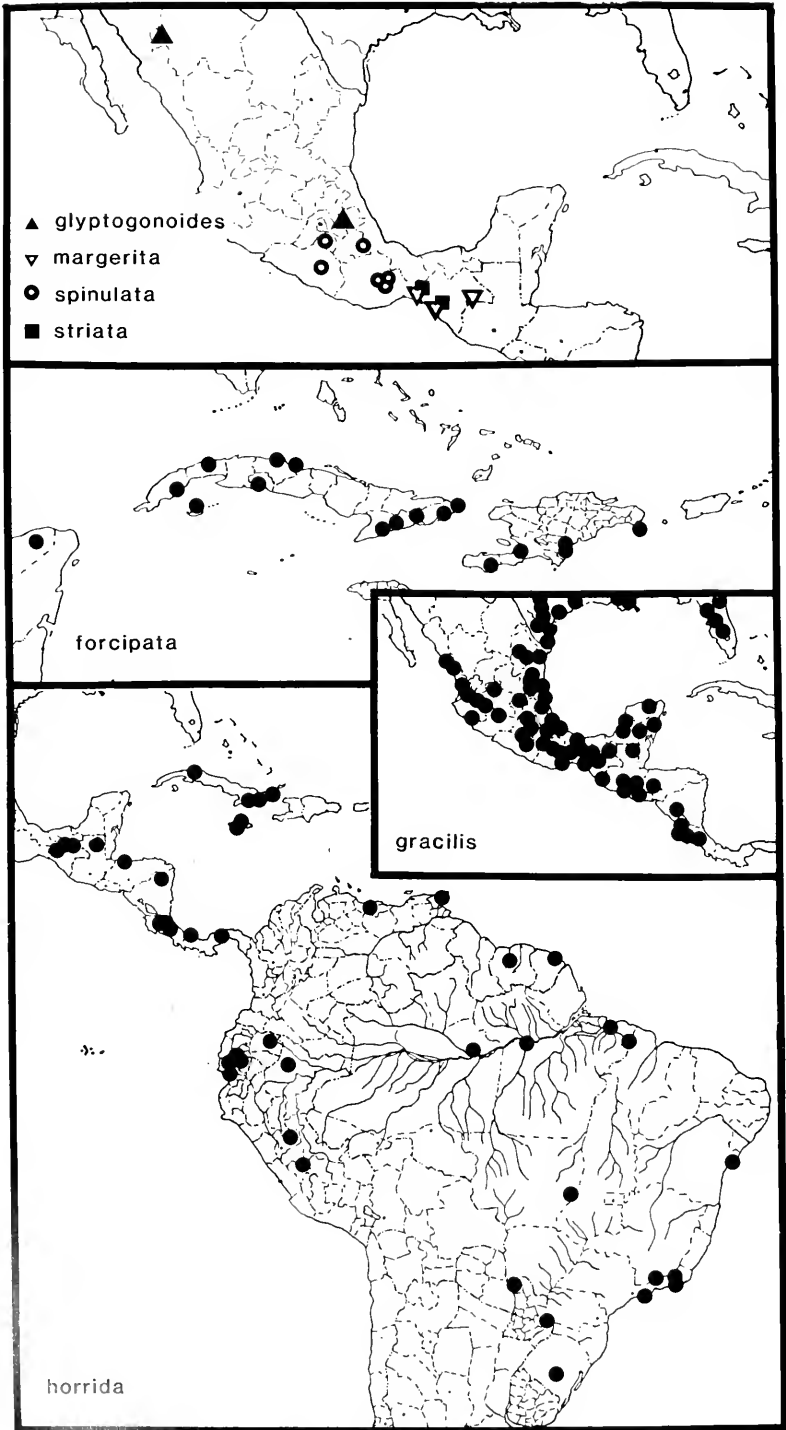 ▲ glyptogonoides
▽ margerita
spinulata
■ striata
forcipata
gracilis
horrida